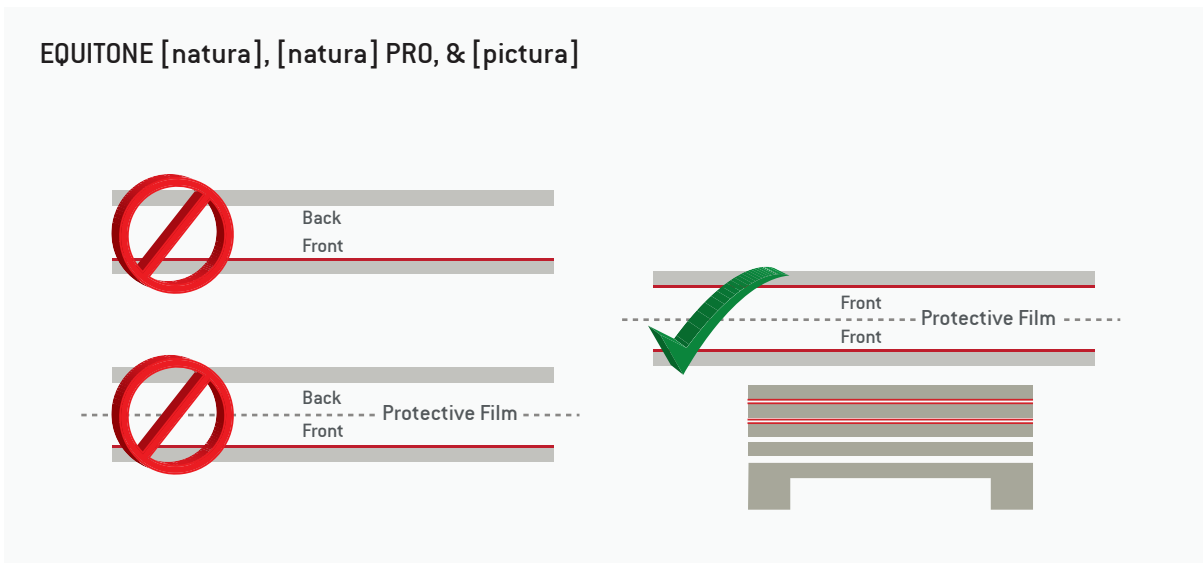 EQUITONE [natura], [natura] PRO, & [pictura]
Back
Front
Back
Protective Film
Front
Front
Protective Film
Front